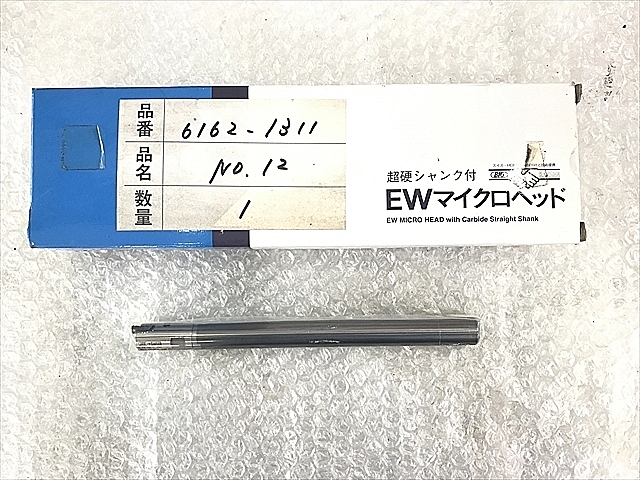 品番 6162-1311
品名 NO.12
数量 1
超硬シャンク付
EWマイクロヘッド
EW MICRO HEAD with Carbide Straight Shank